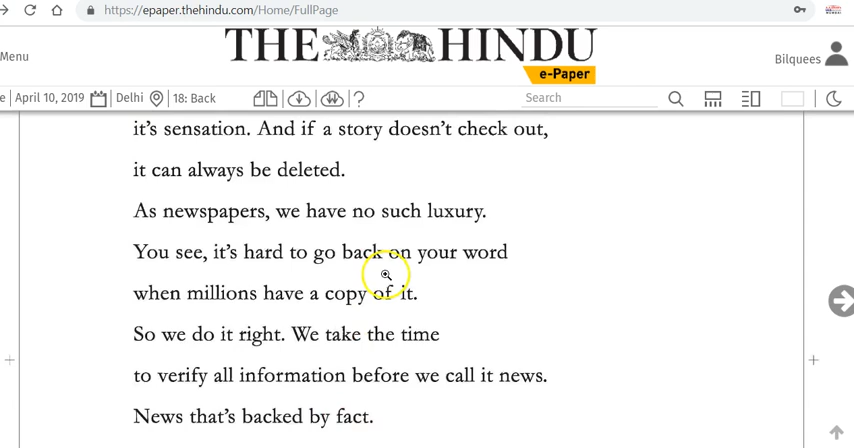 https://epaper.thehindu.com/Home/FullPage
THE HINDU
e-Paper
Menu
Bilquees
e | April 10, 2019 | Delhi | 18: Back
?
Search
it's sensation. And if a story doesn't check out,
it can always be deleted.
As newspapers, we have no such luxury.
You see, it's hard to go back on your word
when millions have a copy of it.
So we do it right. We take the time
to verify all information before we call it news.
News that's backed by fact.